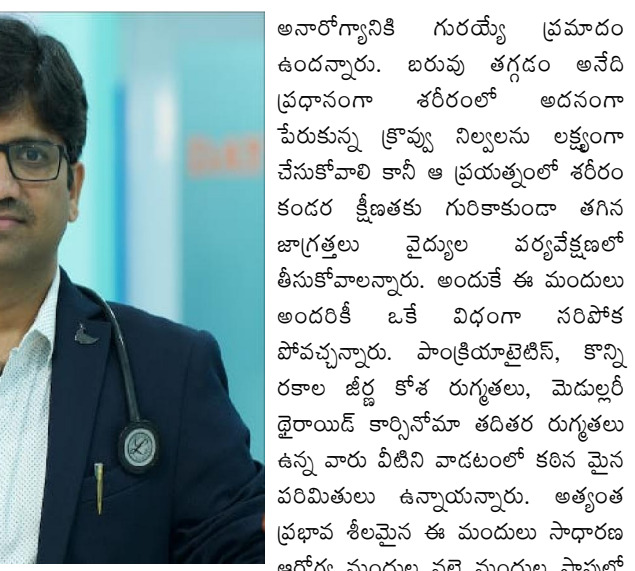 అనారోగ్యానికి గురయ్యే ప్రమాదం
ఉందన్నారు. బరువు తగ్గడం అనేది
ప్రధానంగా శరీరంలో అదనంగా
పేరుకున్న క్రొవ్వు నిల్వలను లక్ష్యంగా
చేసుకోవాలి కానీ ఆ ప్రయత్నంలో శరీరం
కండర క్షీణతకు గురికాకుండా తగిన
జాగ్రత్తలు వైద్యుల పర్యవేక్షణలో
తీసుకోవాలన్నారు. అందుకే ఈ మందులు
అందరికీ ఒకే విధంగా సరిపోక
పోవచ్చన్నారు. పాంక్రియాటైటిస్, కొన్ని
రకాల జీర్ణ కోశ రుగ్మతలు, మెడుల్లరీ
థైరాయిడ్ కార్సినోమా తదితర రుగ్మతలు
ఉన్న వారు వీటిని వాడటంలో కఠిన మైన
పరిమితులు ఉన్నాయన్నారు. అత్యంత
ప్రభావ శీలమైన ఈ మందులు సాధారణ